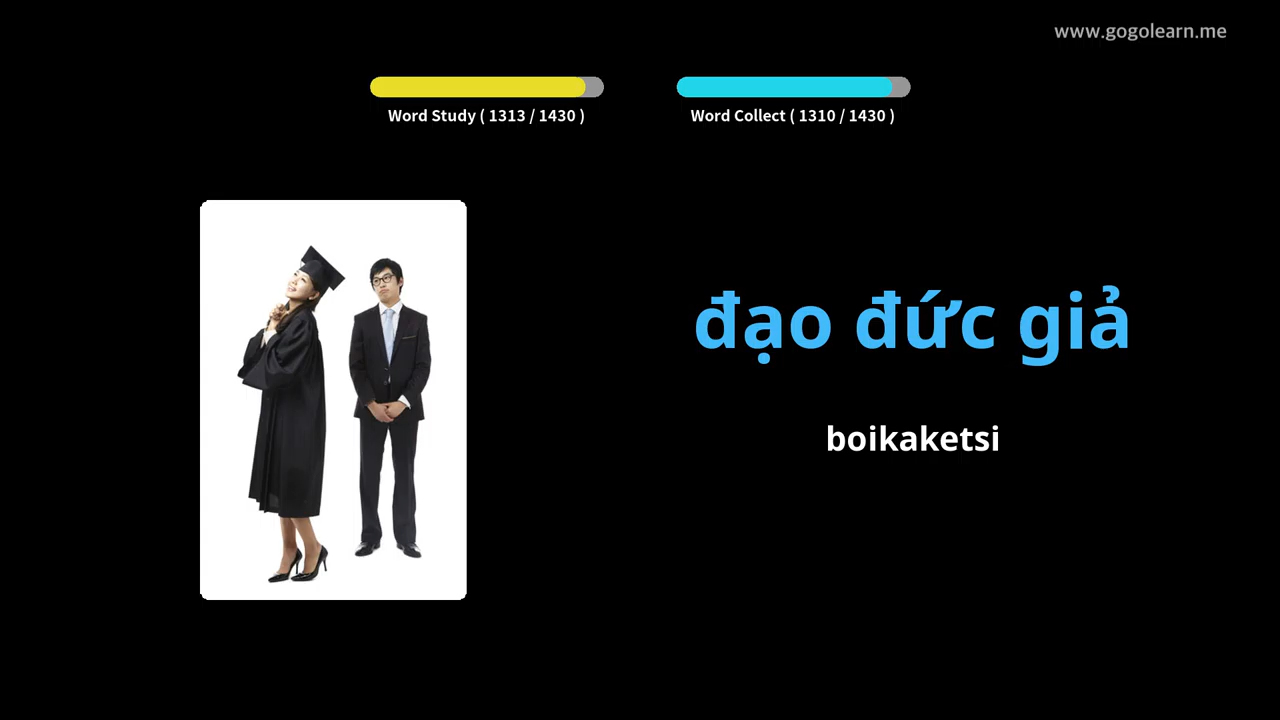 www.gogolearn.me
Word Study ( 1313 / 1430 )
Word Collect ( 1310 / 1430 )
đạo đức giả
boikaketsi